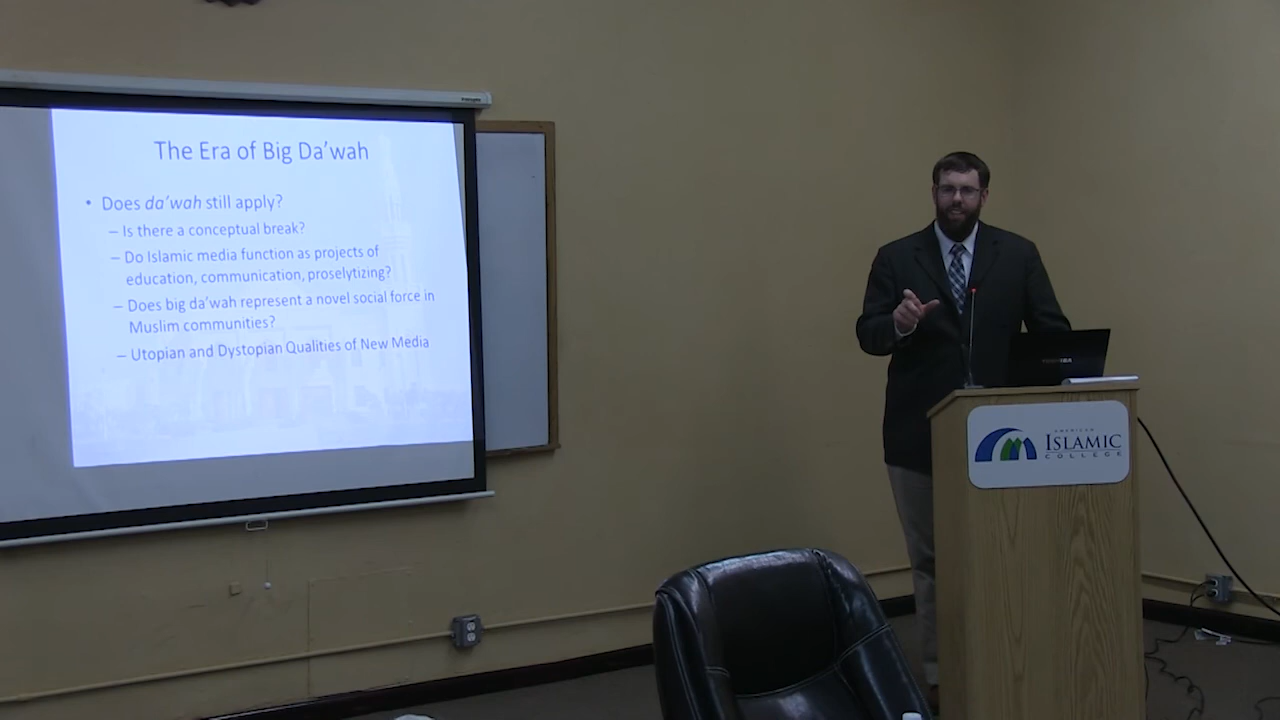 The Era of Big Da'wah
• Does da'wah still apply?
– Is there a conceptual break?
– Do Islamic media function as projects of
education, communication, proselytizing?
– Does big da'wah represent a novel social force in
Muslim communities?
– Utopian and Dystopian Qualities of New Media
TOSHIBA
AMERICAN
ISLAMIC
COLLEGE